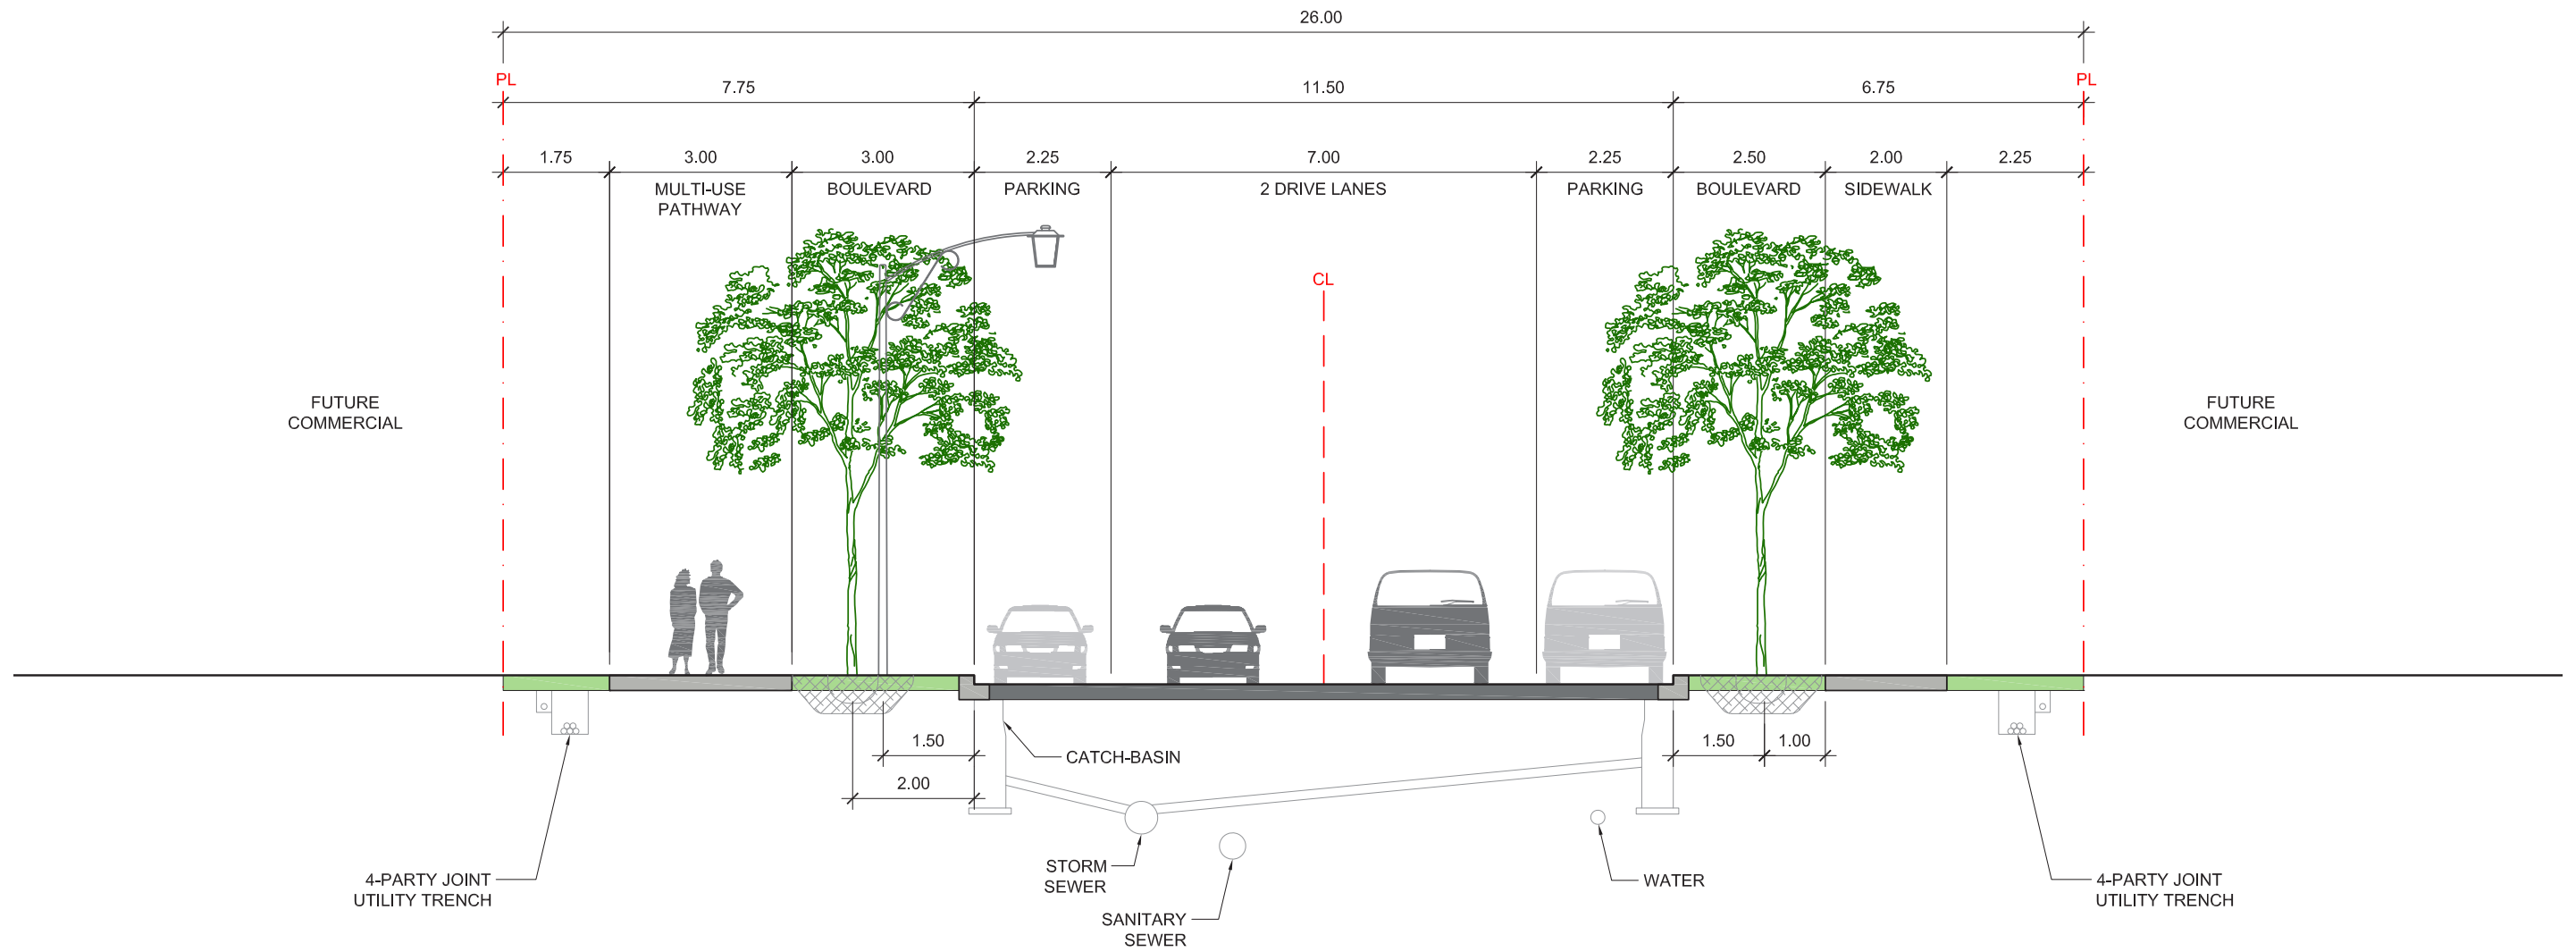 26.00
PL
7.75
11.50
6.75
PL
1.75
3.00
3.00
2.25
7.00
2.25
2.50
2.00
2.25
MULTI-USE
PATHWAY
BOULEVARD
PARKING
2 DRIVE LANES
PARKING
BOULEVARD
SIDEWALK
CL
FUTURE
COMMERCIAL
FUTURE
COMMERCIAL
1.50
2.00
CATCH-BASIN
1.50
1.00
4-PARTY JOINT
UTILITY TRENCH
STORM
SEWER
SANITARY
SEWER
WATER
4-PARTY JOINT
UTILITY TRENCH